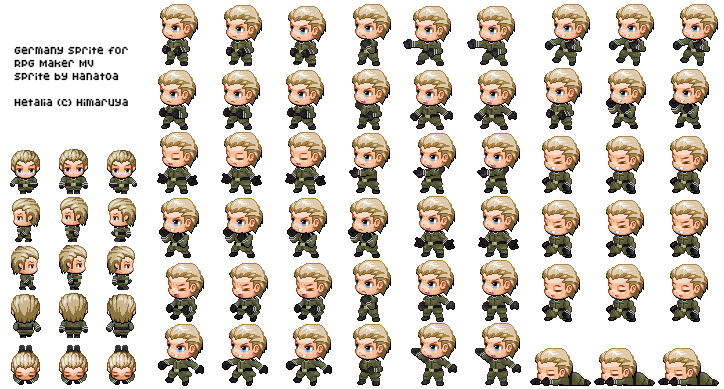 Germany Sprite for
RPG Maker MV
Sprite by Hanatoa
Hetalia (C) Himaruya